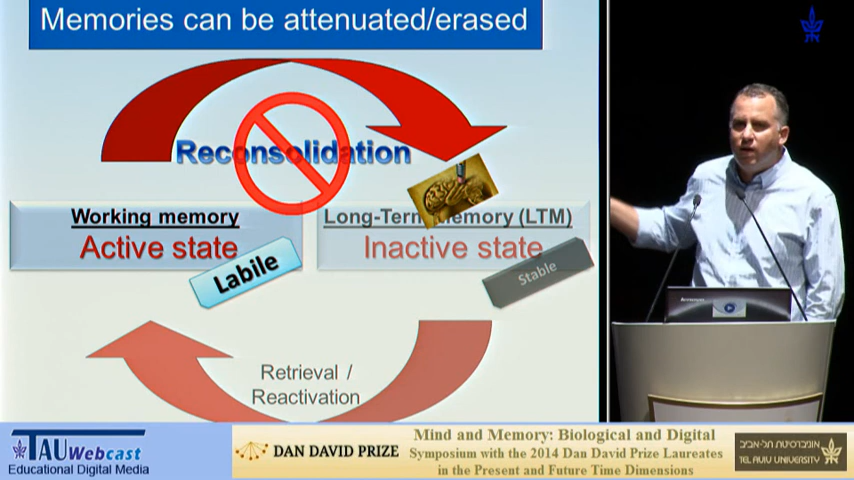 Memories can be attenuated/erased
Reconsolidation
Working memory
Active state
Labile
Long-Term Memory (LTM)
Inactive state
Stable
Retrieval /
Reactivation
TAU Webcast
Educational Digital Media
DAN DAVID PRIZE
Mind and Memory: Biological and Digital
Symposium with the 2014 Dan David Prize Laureates
in the Present and Future Time Dimensions
אוניברסיטת תל-אביב
TEL AVIV UNIVERSITY